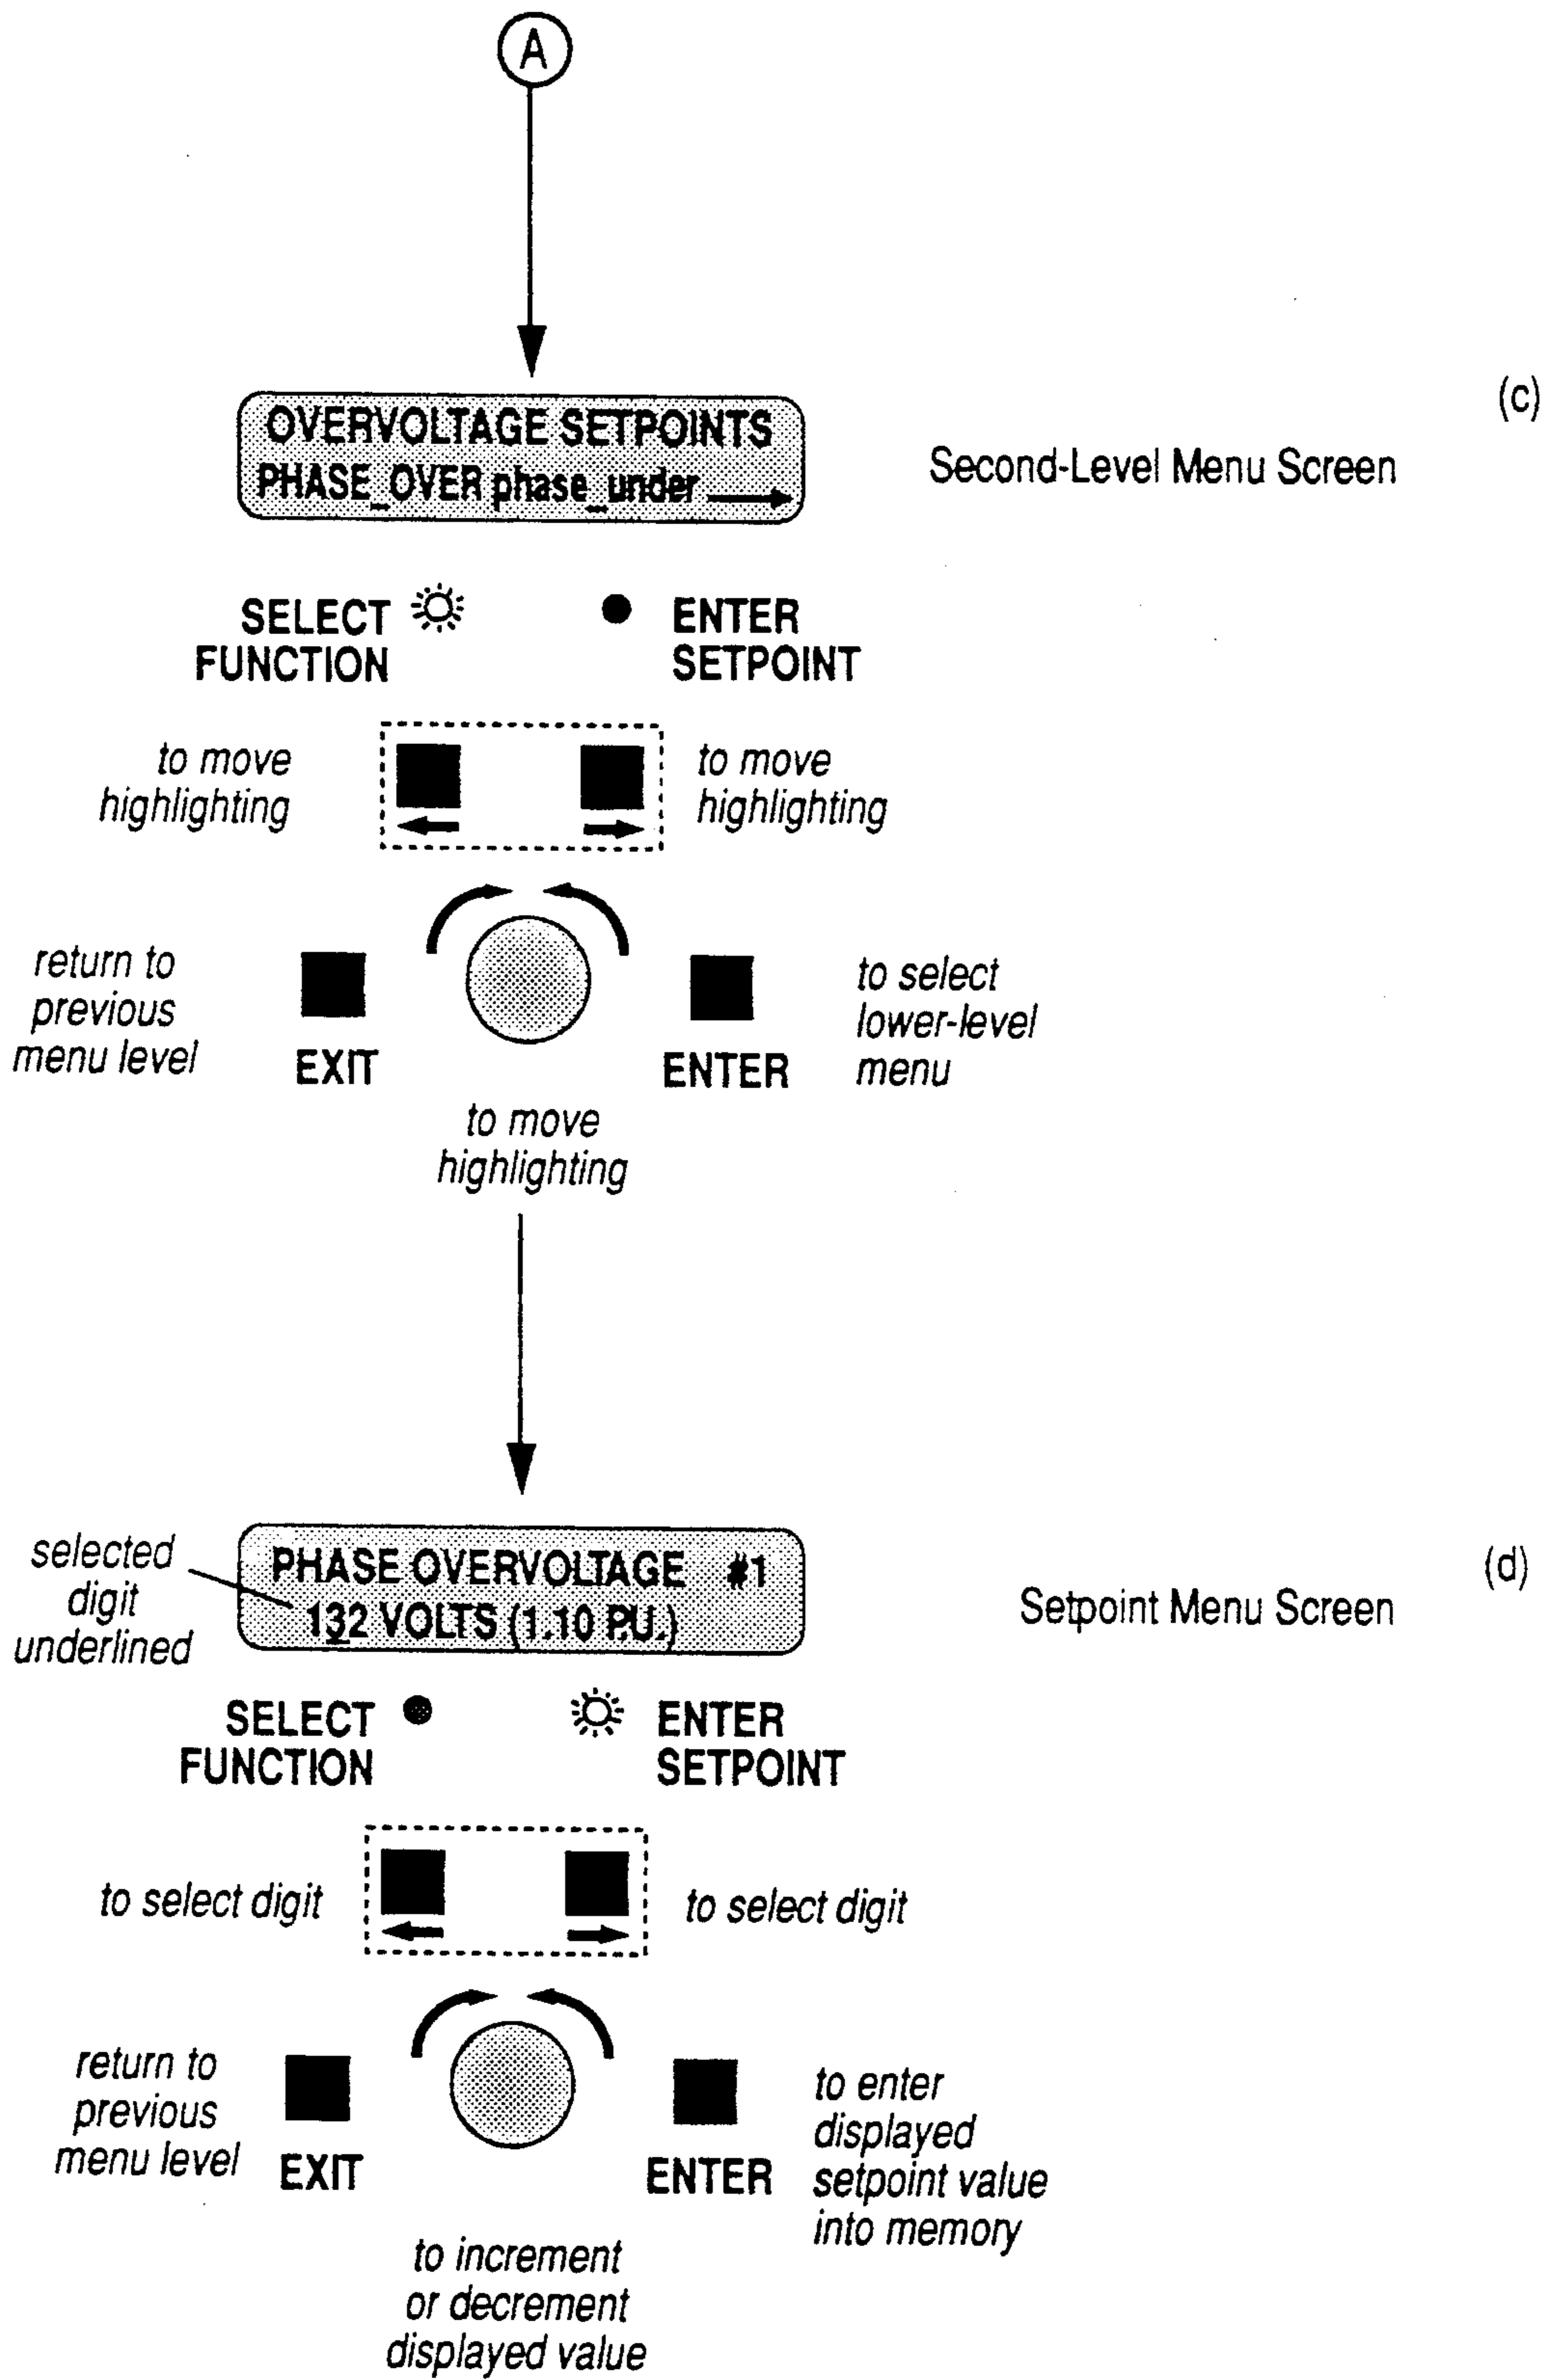 A
(c)
OVERVOLTAGE SETPOINTS
PHASE_OVER phase_under
Second-Level Menu Screen
SELECT
FUNCTION
ENTER
SETPOINT
to move
highlighting
to move
highlighting
return to
previous
menu level
EXIT
ENTER
to select
lower-level
menu
to move
highlighting
(d)
selected
digit
underlined
PHASE OVERVOLTAGE #1
132 VOLTS (1.10 P.U.)
Setpoint Menu Screen
SELECT
FUNCTION
ENTER
SETPOINT
to select digit
to select digit
return to
previous
menu level
EXIT
ENTER
to enter
displayed
setpoint value
into memory
to increment
or decrement
displayed value